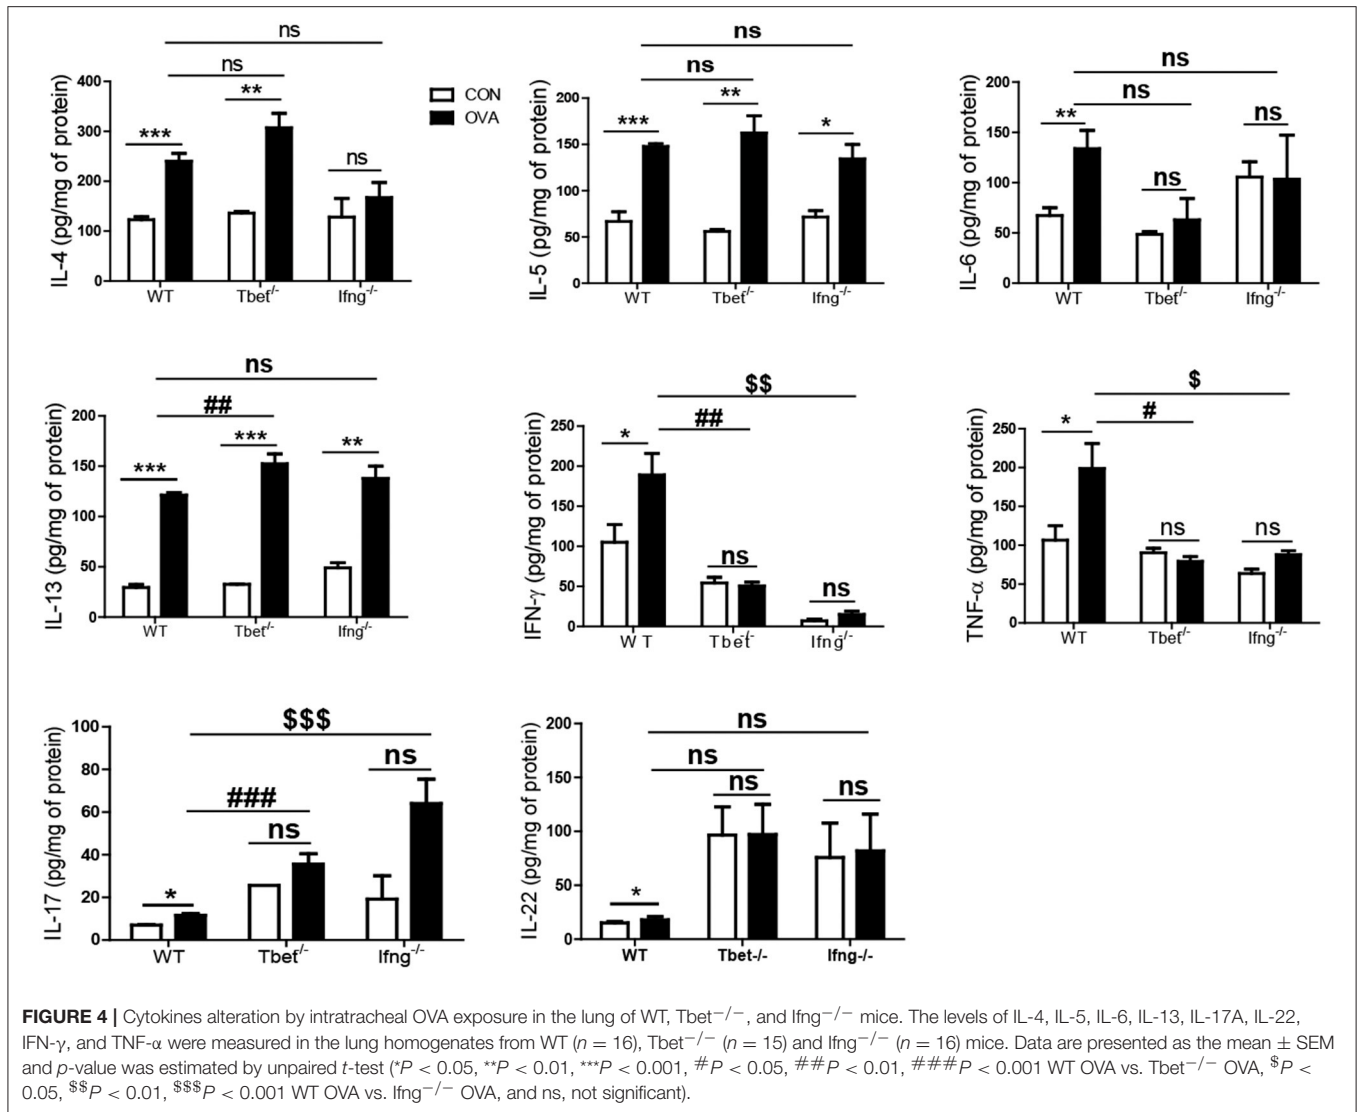 ns
ns
**
***
ns
IL-4 (pg/mg of protein)
400
300
200
100
0
WT
Tbet-/-
Ifng-/-
CON
OVA
ns
ns
***
**
*
IL-5 (pg/mg of protein)
200
150
100
50
0
WT
Tbet-/-
Ifng-/-
ns
ns
**
ns
ns
IL-6 (pg/mg of protein)
200
150
100
50
0
WT
Tbet-/-
Ifng-/-
ns
##
***
***
**
IL-13 (pg/mg of protein)
200
150
100
50
0
WT
Tbet-/-
Ifng-/-
$$
##
*
ns
ns
IFN-γ (pg/mg of protein)
250
200
150
100
50
0
WT
Tbet-/-
Ifng-/-
$
#
*
ns
ns
TNF-α (pg/mg of protein)
250
200
150
100
50
0
WT
Tbet-/-
Ifng-/-
$$$
ns
###
ns
*
IL-17 (pg/mg of protein)
100
80
60
40
20
0
WT
Tbet-/-
Ifng-/-
ns
ns
ns
ns
*
IL-22 (pg/mg of protein)
200
150
100
50
0
WT
Tbet-/-
Ifng-/-
FIGURE 4 | Cytokines alteration by intratracheal OVA exposure in the lung of WT, Tbet−/−, and Ifng−/− mice. The levels of IL-4, IL-5, IL-6, IL-13, IL-17A, IL-22,
IFN-γ, and TNF-α were measured in the lung homogenates from WT (n = 16), Tbet−/− (n = 15) and Ifng−/− (n = 16) mice. Data are presented as the mean ± SEM
and p-value was estimated by unpaired t-test (*P < 0.05, **P < 0.01, ***P < 0.001, #P < 0.05, ##P < 0.01, ###P < 0.001 WT OVA vs. Tbet−/− OVA, $P <
0.05, $$P < 0.01, $$$P < 0.001 WT OVA vs. Ifng−/− OVA, and ns, not significant).